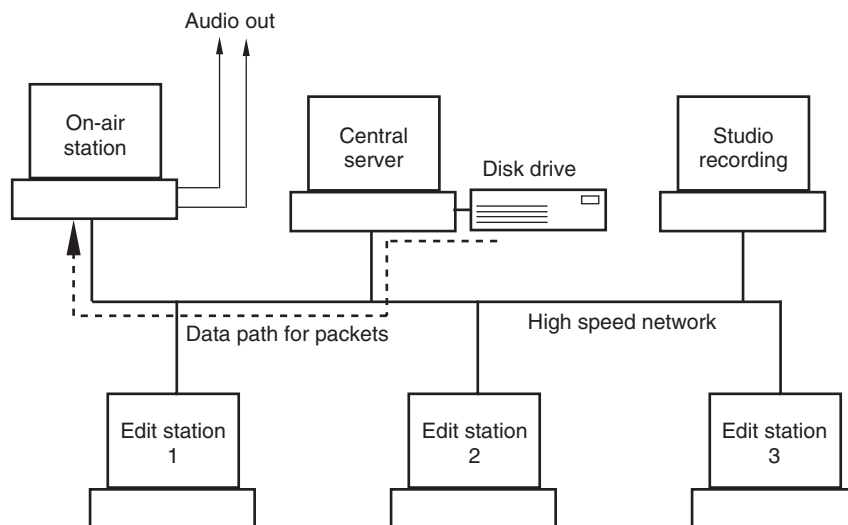 Audio out
On-air
station
Central
server
Disk drive
Studio
recording
Data path for packets
High speed network
Edit station
1
Edit station
2
Edit station
3